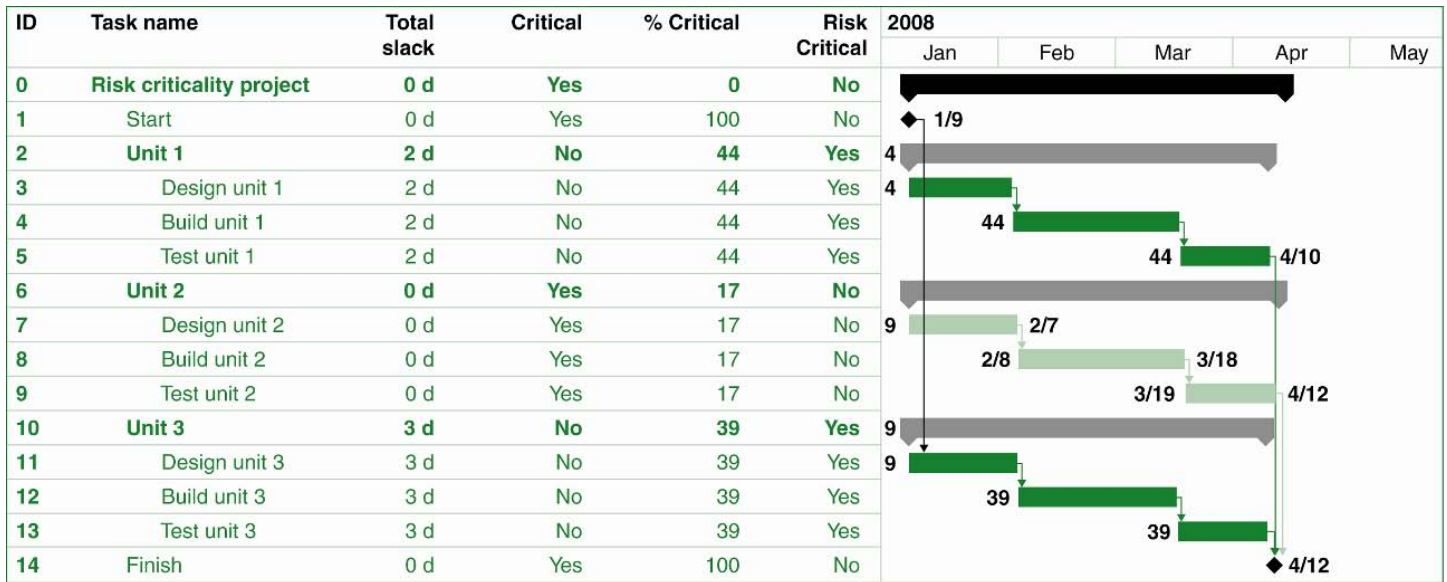 ID Task name Total slack Critical % Critical Risk Critical 2008
Jan Feb Mar Apr May
0 Risk criticality project 0 d Yes 0 No
1 Start 0 d Yes 100 No 1/9
2 Unit 1 2 d No 44 Yes 4
3 Design unit 1 2 d No 44 Yes 4
4 Build unit 1 2 d No 44 Yes 44
5 Test unit 1 2 d No 44 Yes 44 4/10
6 Unit 2 0 d Yes 17 No
7 Design unit 2 0 d Yes 17 No 9 2/7
8 Build unit 2 0 d Yes 17 No 2/8 3/18
9 Test unit 2 0 d Yes 17 No 3/19 4/12
10 Unit 3 3 d No 39 Yes 9
11 Design unit 3 3 d No 39 Yes 9
12 Build unit 3 3 d No 39 Yes 39
13 Test unit 3 3 d No 39 Yes 39
14 Finish 0 d Yes 100 No 4/12